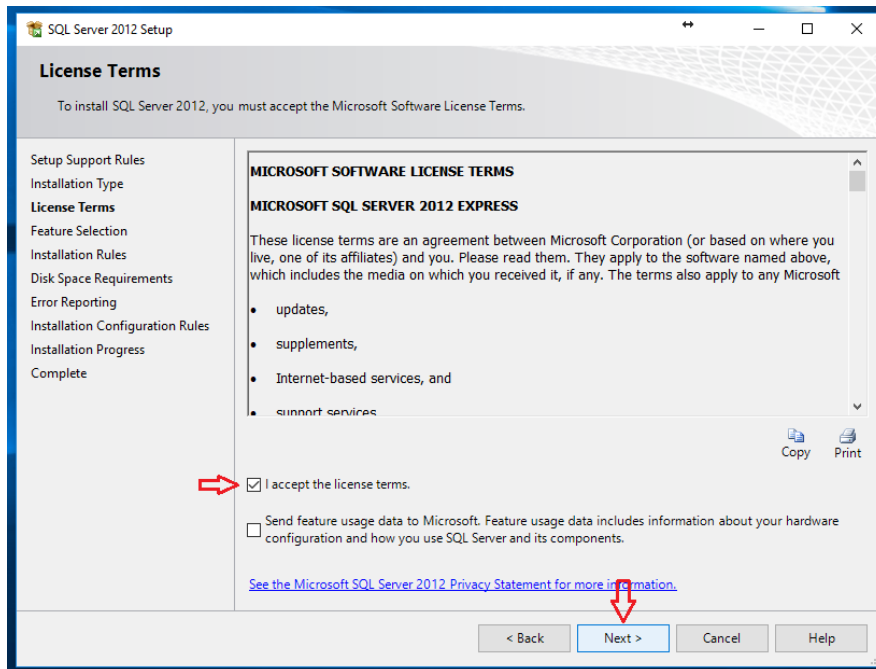 SQL Server 2012 Setup
License Terms
To install SQL Server 2012, you must accept the Microsoft Software License Terms.
Setup Support Rules
Installation Type
License Terms
Feature Selection
Installation Rules
Disk Space Requirements
Error Reporting
Installation Configuration Rules
Installation Progress
Complete
MICROSOFT SOFTWARE LICENSE TERMS
MICROSOFT SQL SERVER 2012 EXPRESS
These license terms are an agreement between Microsoft Corporation (or based on where you
live, one of its affiliates) and you. Please read them. They apply to the software named above,
which includes the media on which you received it, if any. The terms also apply to any Microsoft
• updates,
• supplements,
• Internet-based services, and
• support services
Copy Print
I accept the license terms.
Send feature usage data to Microsoft. Feature usage data includes information about your hardware
configuration and how you use SQL Server and its components.
See the Microsoft SQL Server 2012 Privacy Statement for more information.
< Back Next > Cancel Help